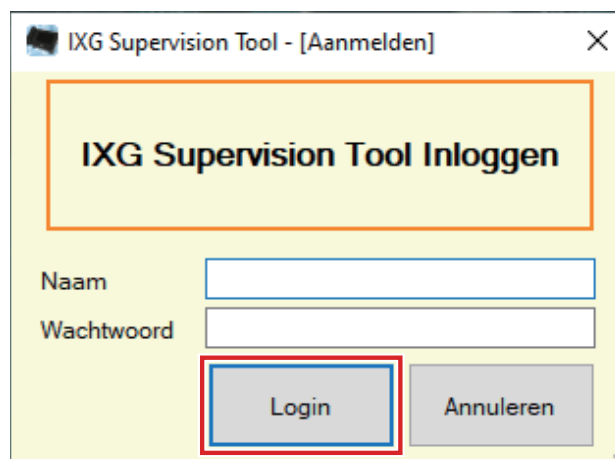 IXG Supervision Tool - [Aanmelden]
IXG Supervision Tool Inloggen
Naam
Wachtwoord
Login Annuleren